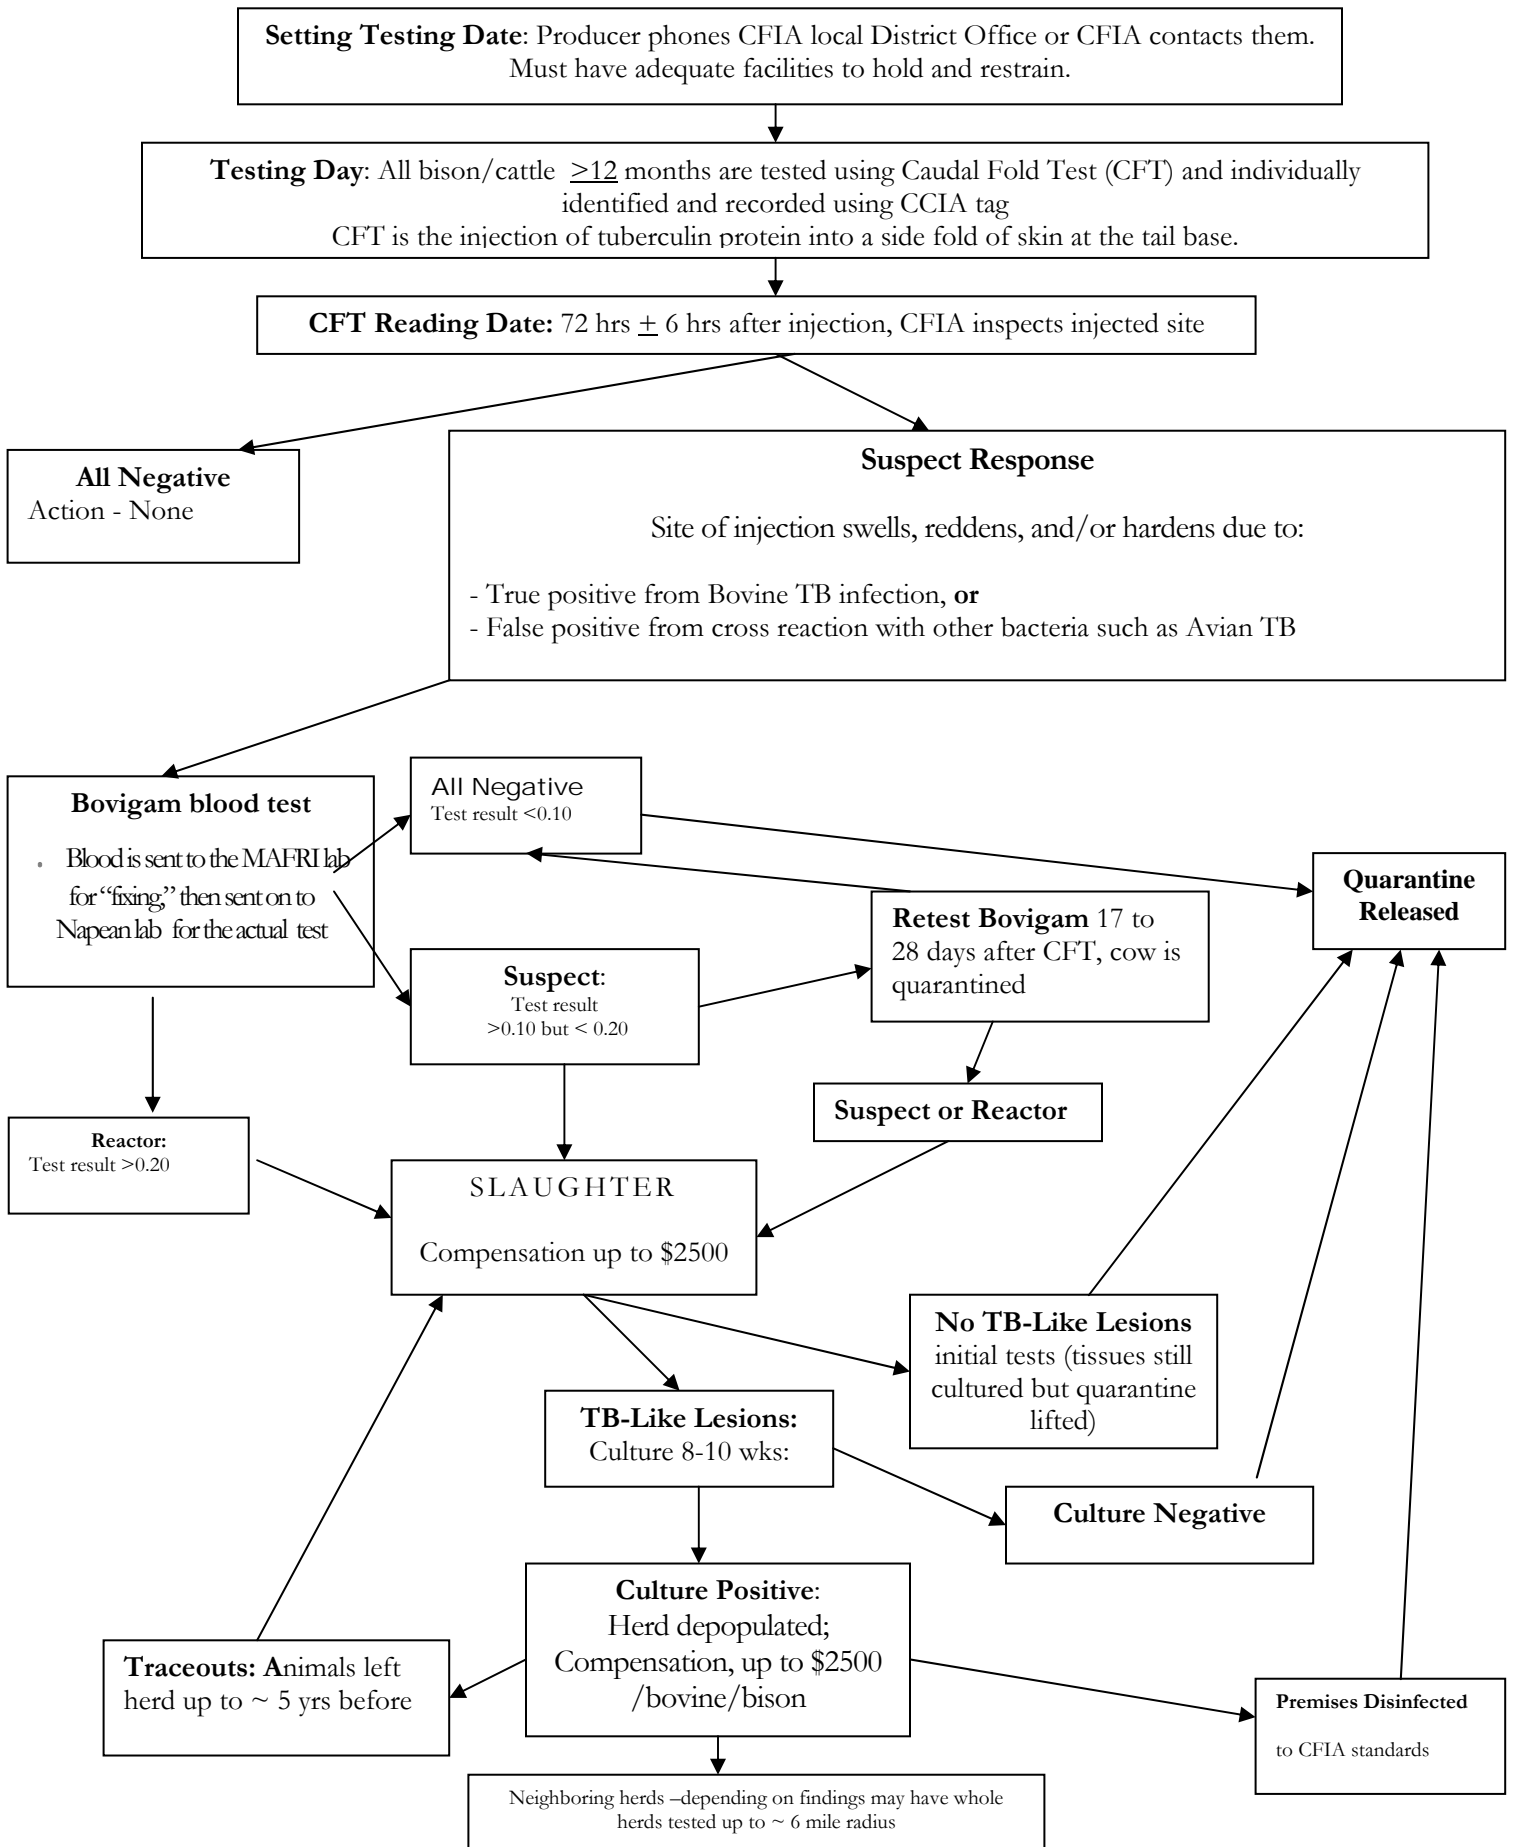 Setting Testing Date: Producer phones CFIA local District Office or CFIA contacts them.
Must have adequate facilities to hold and restrain.
Testing Day: All bison/cattle >12 months are tested using Caudal Fold Test (CFT) and individually
identified and recorded using CCIA tag
CFT is the injection of tuberculin protein into a side fold of skin at the tail base.
CFT Reading Date: 72 hrs ± 6 hrs after injection, CFIA inspects injected site
All Negative
Action - None
Suspect Response
Site of injection swells, reddens, and/or hardens due to:
- True positive from Bovine TB infection, or
- False positive from cross reaction with other bacteria such as Avian TB
Bovigam blood test
. Blood is sent to the MAFRI lab
for “fixing,” then sent on to
Napean lab for the actual test
All Negative
Test result <0.10
Quarantine
Released
Retest Bovigam 17 to
28 days after CFT, cow is
quarantined
Suspect:
Test result
>0.10 but < 0.20
Suspect or Reactor
Reactor:
Test result >0.20
SLAUGHTER
Compensation up to $2500
No TB-Like Lesions
initial tests (tissues still
cultured but quarantine
lifted)
TB-Like Lesions:
Culture 8-10 wks:
Culture Negative
Culture Positive:
Herd depopulated;
Compensation, up to $2500
/bovine/bison
Traceouts: Animals left
herd up to ~ 5 yrs before
Premises Disinfected
to CFIA standards
Neighboring herds –depending on findings may have whole
herds tested up to ~ 6 mile radius